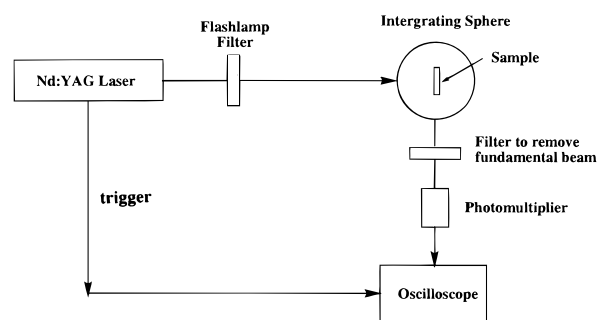 Flashlamp
Filter
Intergrating Sphere
Nd:YAG Laser
Sample
Filter to remove
fundamental beam
trigger
Photomultiplier
Oscilloscope